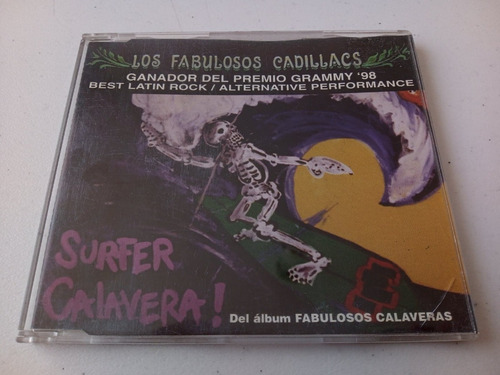 LOS FABULOSOS CADILLACS
GANADOR DEL PREMIO GRAMMY '98
BEST LATIN ROCK / ALTERNATIVE PERFORMANCE
SURFER
CALAVERA!
Del álbum FABULOSOS CALAVERAS